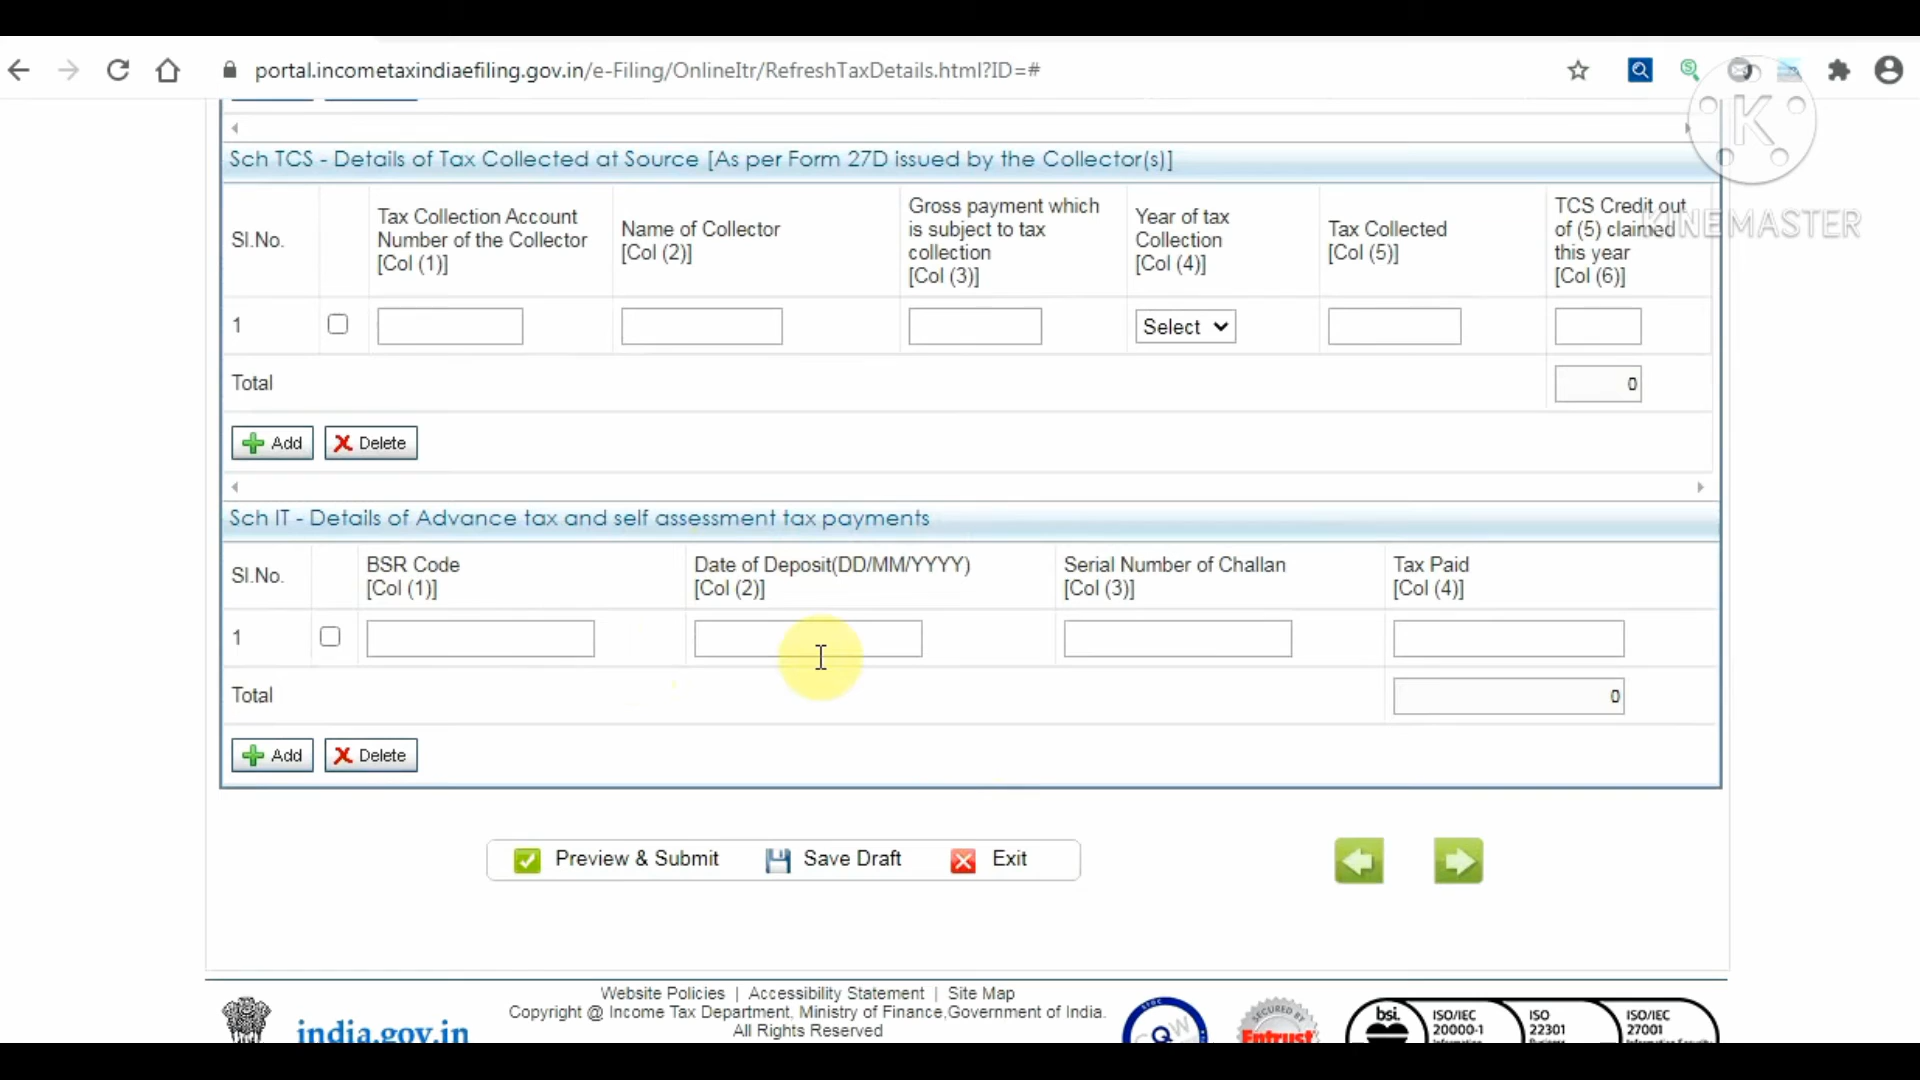 portal.incometaxindiaefiling.gov.in/e-Filing/OnlineItr/RefreshTaxDetails.html?ID=#
K
KINEMASTER
Sch TCS - Details of Tax Collected at Source [As per Form 27D issued by the Collector(s)]
Sl.No.
Tax Collection Account
Number of the Collector
[Col (1)]
Name of Collector
[Col (2)]
Gross payment which
is subject to tax
collection
[Col (3)]
Year of tax
Collection
[Col (4)]
Tax Collected
[Col (5)]
TCS Credit out
of (5) claimed
this year
[Col (6)]
1
Select
Total
0
Add
Delete
Sch IT - Details of Advance tax and self assessment tax payments
Sl.No.
BSR Code
[Col (1)]
Date of Deposit(DD/MM/YYYY)
[Col (2)]
Serial Number of Challan
[Col (3)]
Tax Paid
[Col (4)]
1
Total
0
Add
Delete
Preview & Submit
Save Draft
Exit
Website Policies | Accessibility Statement | Site Map
Copyright @ Income Tax Department, Ministry of Finance,Government of India.
All Rights Reserved
india.gov.in
CQW
SECURED BY
Entrust
bsi.
ISO/IEC
20000-1
ISO
22301
ISO/IEC
27001